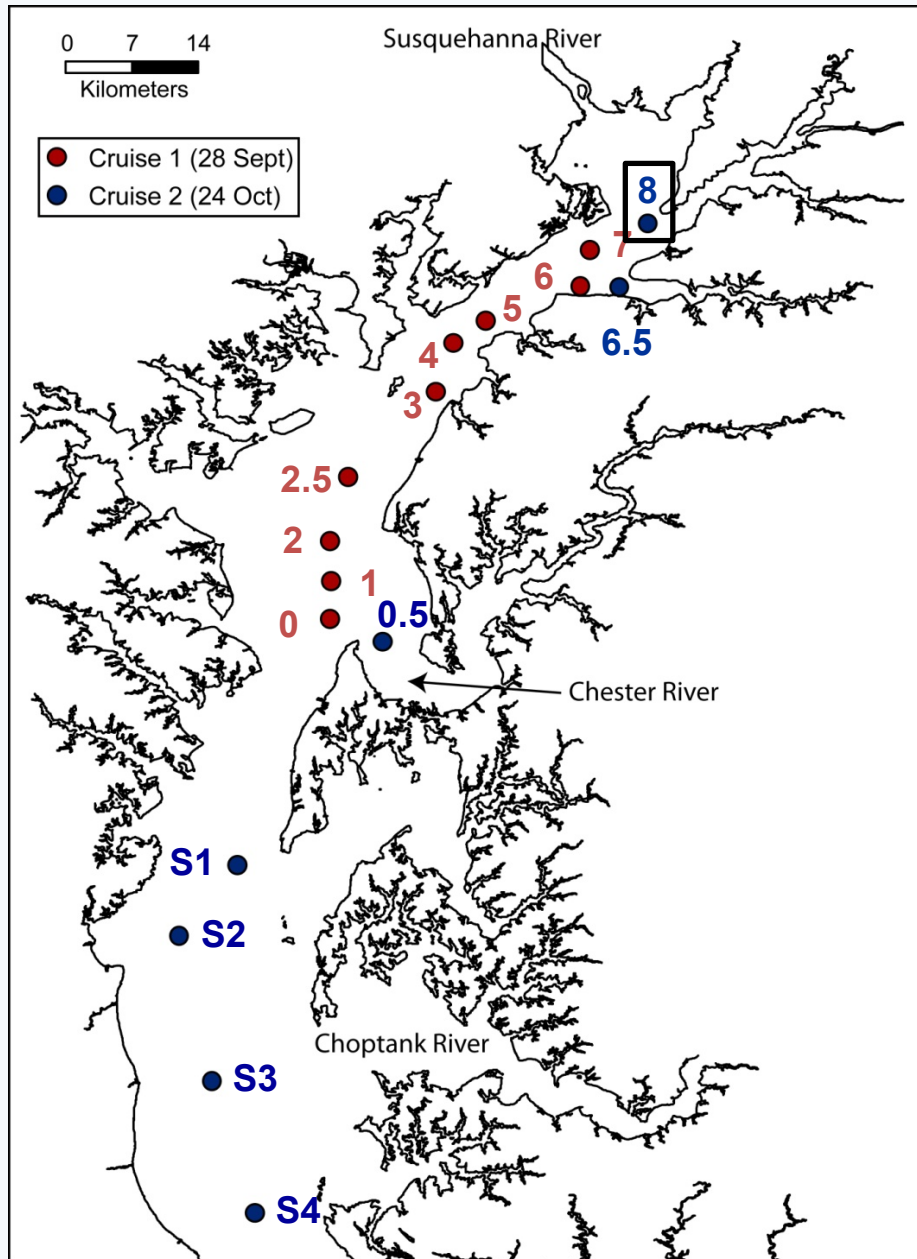 Susquehanna River
0 7 14
Kilometers
Cruise 1 (28 Sept)
Cruise 2 (24 Oct)
8
7
6
5
6.5
4
3
2.5
2
1
0.5
0
Chester River
S1
S2
Choptank River
S3
S4